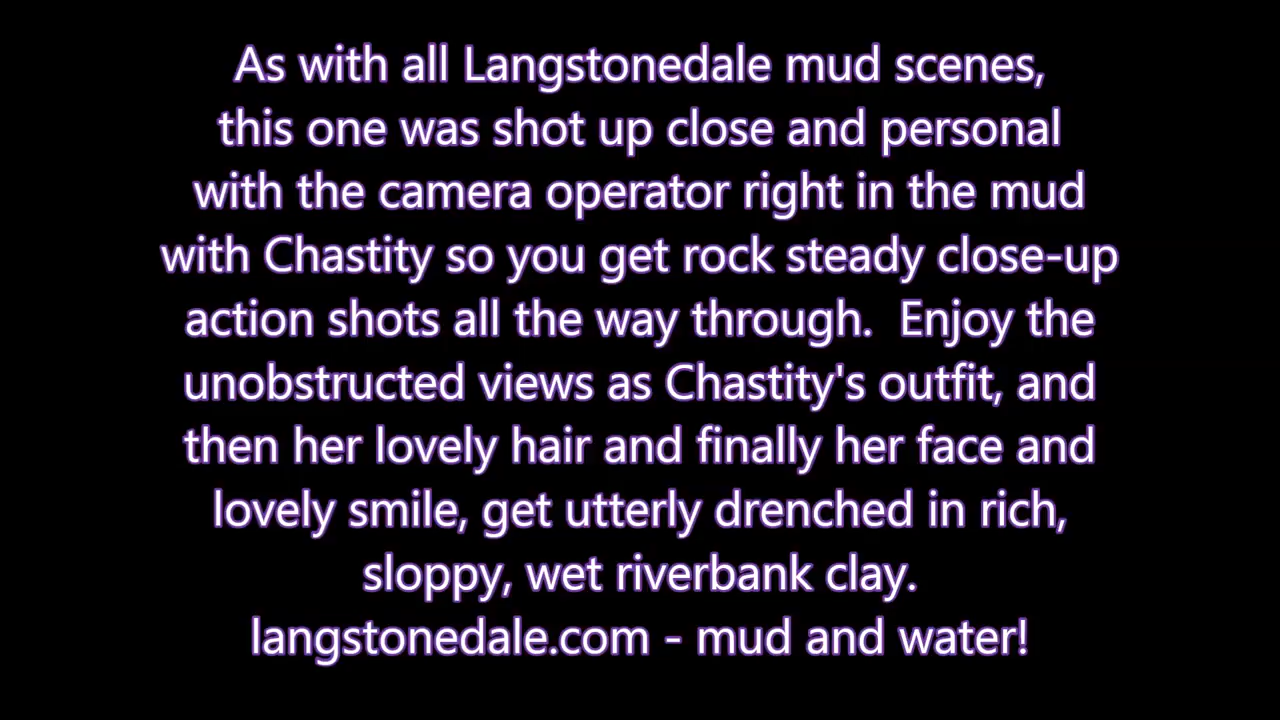 As with all Langstonedale mud scenes,
this one was shot up close and personal
with the camera operator right in the mud
with Chastity so you get rock steady close-up
action shots all the way through.  Enjoy the
unobstructed views as Chastity's outfit, and
then her lovely hair and finally her face and
lovely smile, get utterly drenched in rich,
sloppy, wet riverbank clay.
langstonedale.com - mud and water!